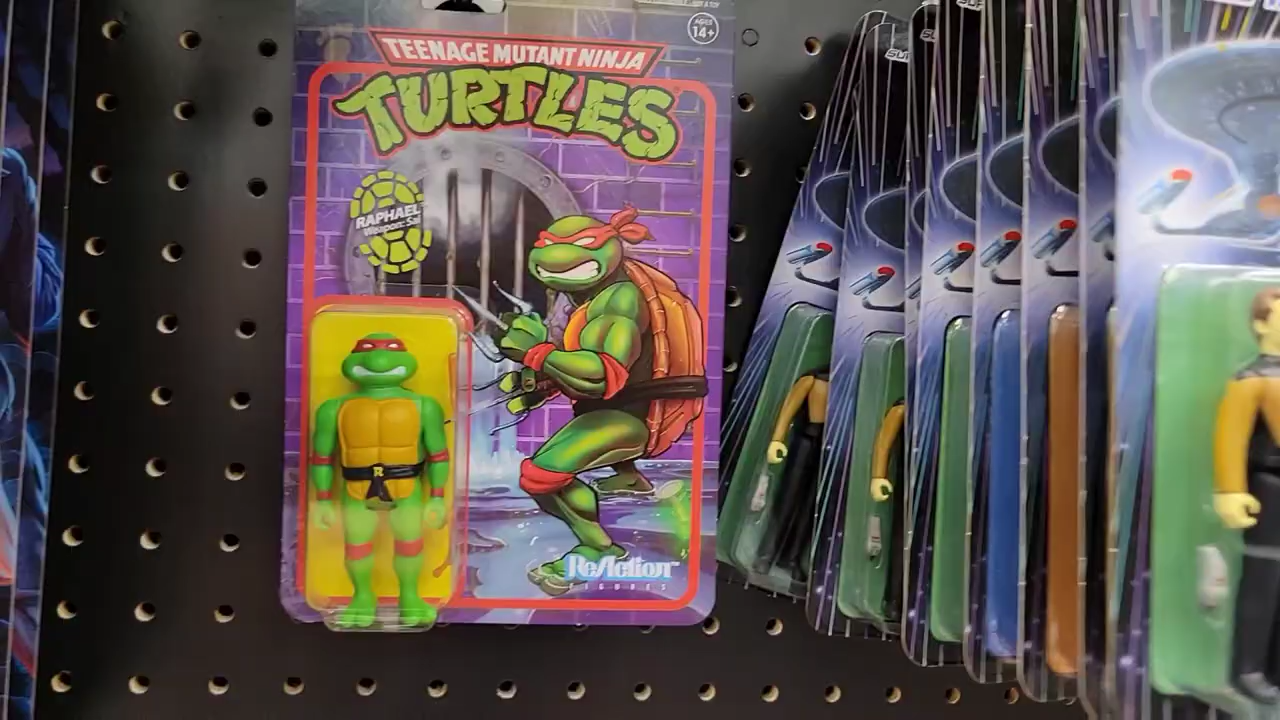 AGES
14+
TEENAGE MUTANT NINJA
TURTLES
RAPHAEL
Weapon: Sai
R
ReAction
FIGURES